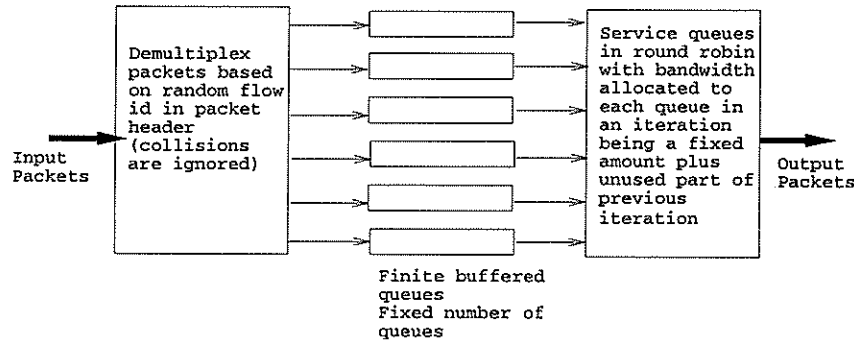 Demultiplex
packets based
on random flow
id in packet
header
(collisions
are ignored)
Input
Packets
Finite buffered
queues
Fixed number of
queues
Service queues
in round robin
with bandwidth
allocated to
each queue in
an iteration
being a fixed
amount plus
unused part of
previous
iteration
Output
Packets